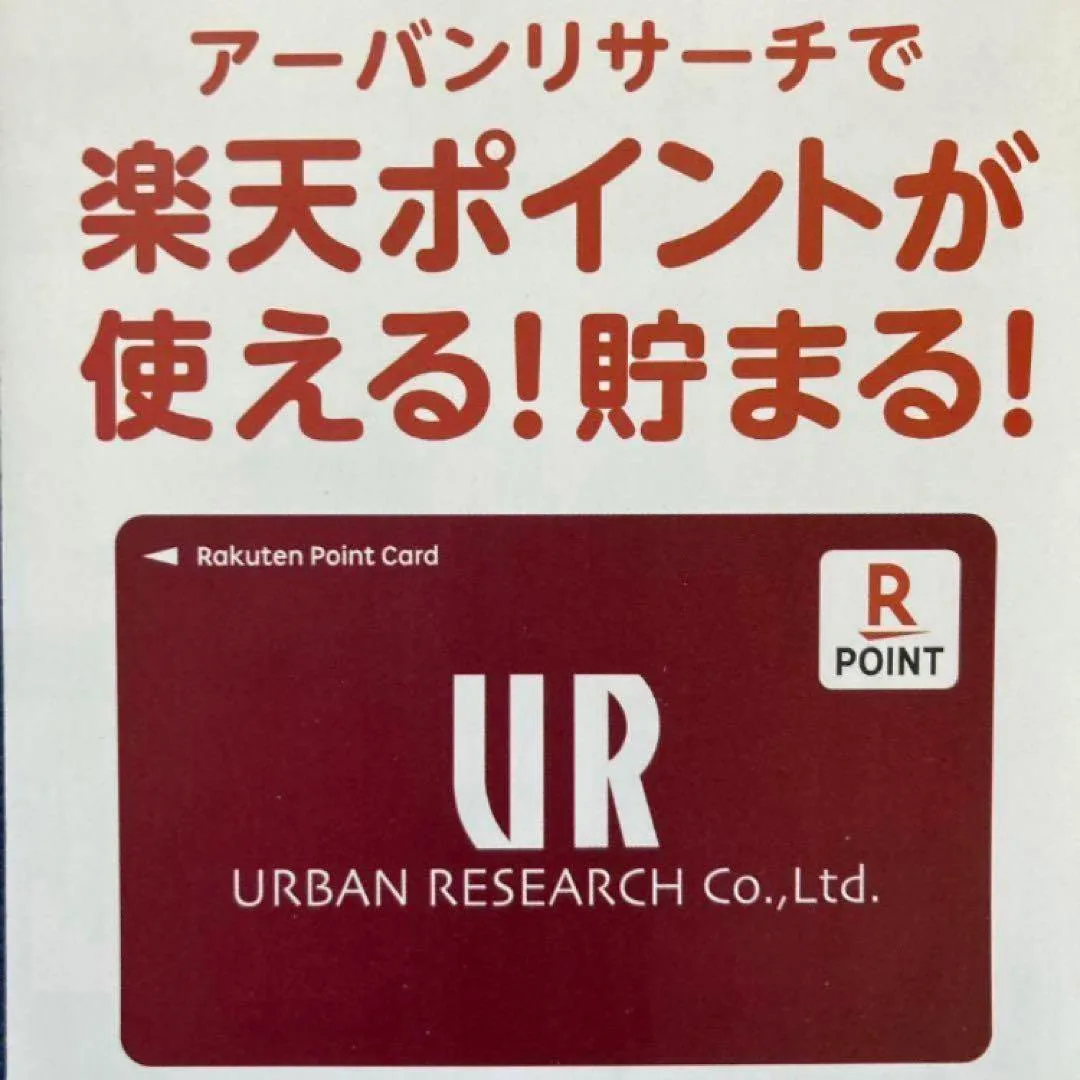 アーバンリサーチで
楽天ポイントが
使える!貯まる!
Rakuten Point Card
R
POINT
UR
URBAN RESEARCH Co.,Ltd.